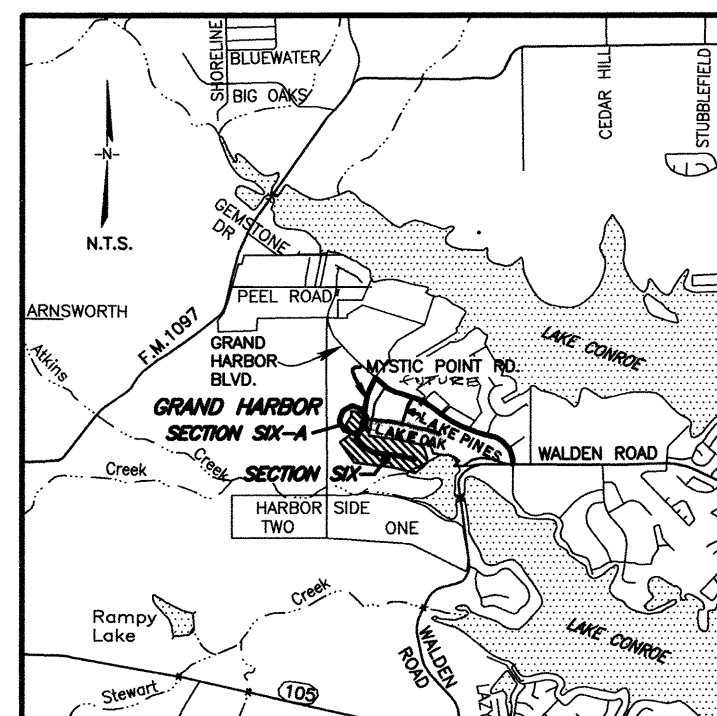 SHORELINE
BLUEWATER
BIG OAKS
CEDAR HILL
STUBBLEFIELD
-N-
N.T.S.
GEMSTONE
DR
PEEL ROAD
ARNSWORTH
F.M.1097
LAKE CONROE
GRAND
HARBOR
BLVD.
MYSTIC POINT RD.
Atkins
Creek
GRAND HARBOR
SECTION SIX-A
LAKE PINES
LAKE OAK
WALDEN ROAD
Creek
SECTION SIX
HARBOR SIDE
TWO
ONE
Creek
Rampy
Lake
WALDEN
ROAD
LAKE CONROE
Stewart
105